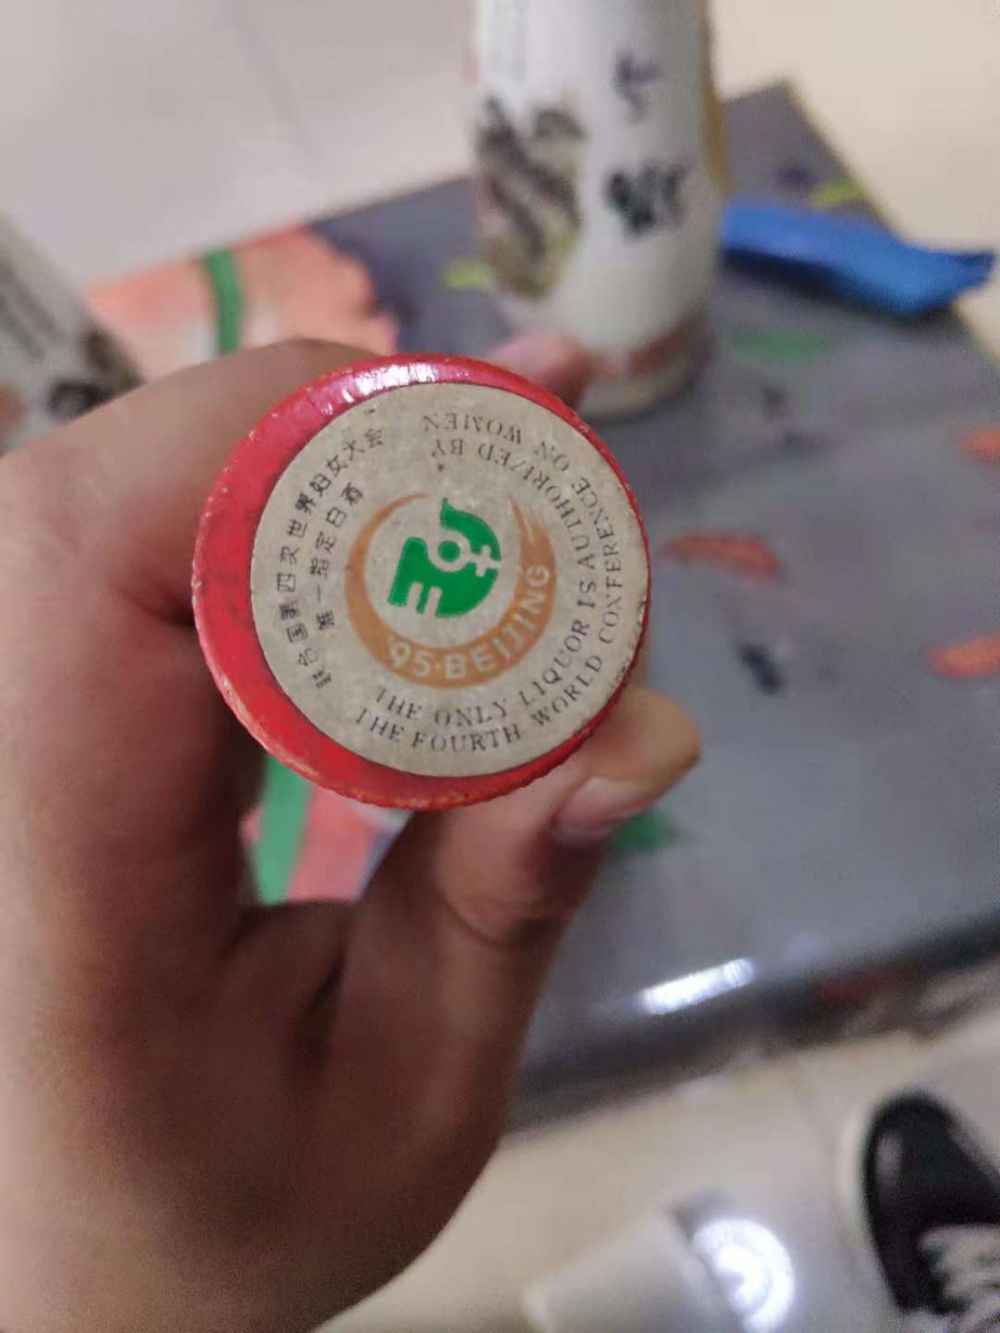 联合国第四次世界妇女大会
唯一指定白酒
THE ONLY LIQUOR IS AUTHORIZED BY
THE FOURTH WORLD CONFERENCE ON WOMEN
95·BEIJING